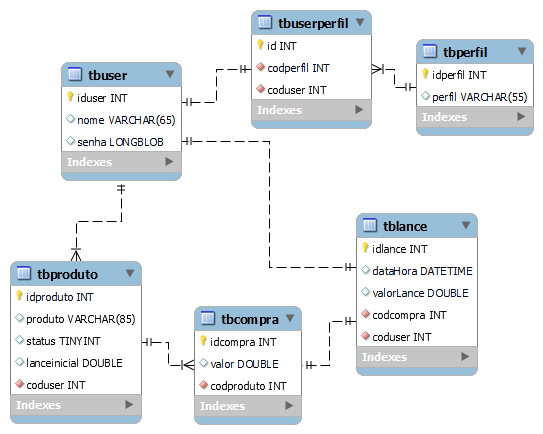 tbuserperfil
id INT
codperfil INT
coduser INT
Indexes
tbperfil
idperfil INT
perfil VARCHAR(55)
Indexes
tbuser
iduser INT
nome VARCHAR(65)
senha LONGBLOB
Indexes
tblance
idlance INT
dataHora DATETIME
valorLance DOUBLE
codcompra INT
coduser INT
Indexes
tbproduto
idproduto INT
produto VARCHAR(85)
status TINYINT
lanceinicial DOUBLE
coduser INT
Indexes
tbcompra
idcompra INT
valor DOUBLE
codproduto INT
Indexes